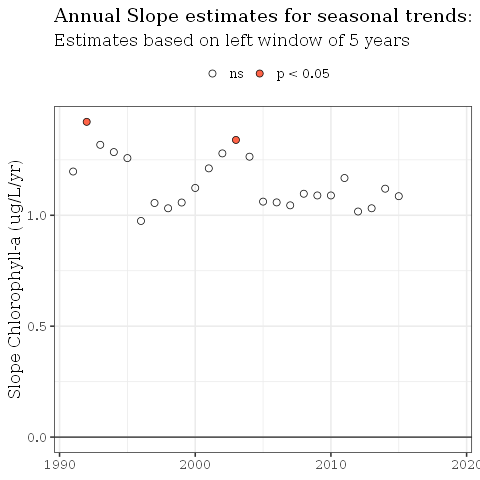 Annual Slope estimates for seasonal trends:
Estimates based on left window of 5 years
ns p < 0.05
Slope Chlorophyll-a (ug/L/yr)
1.0
0.5
0.0
1990 2000 2010 2020